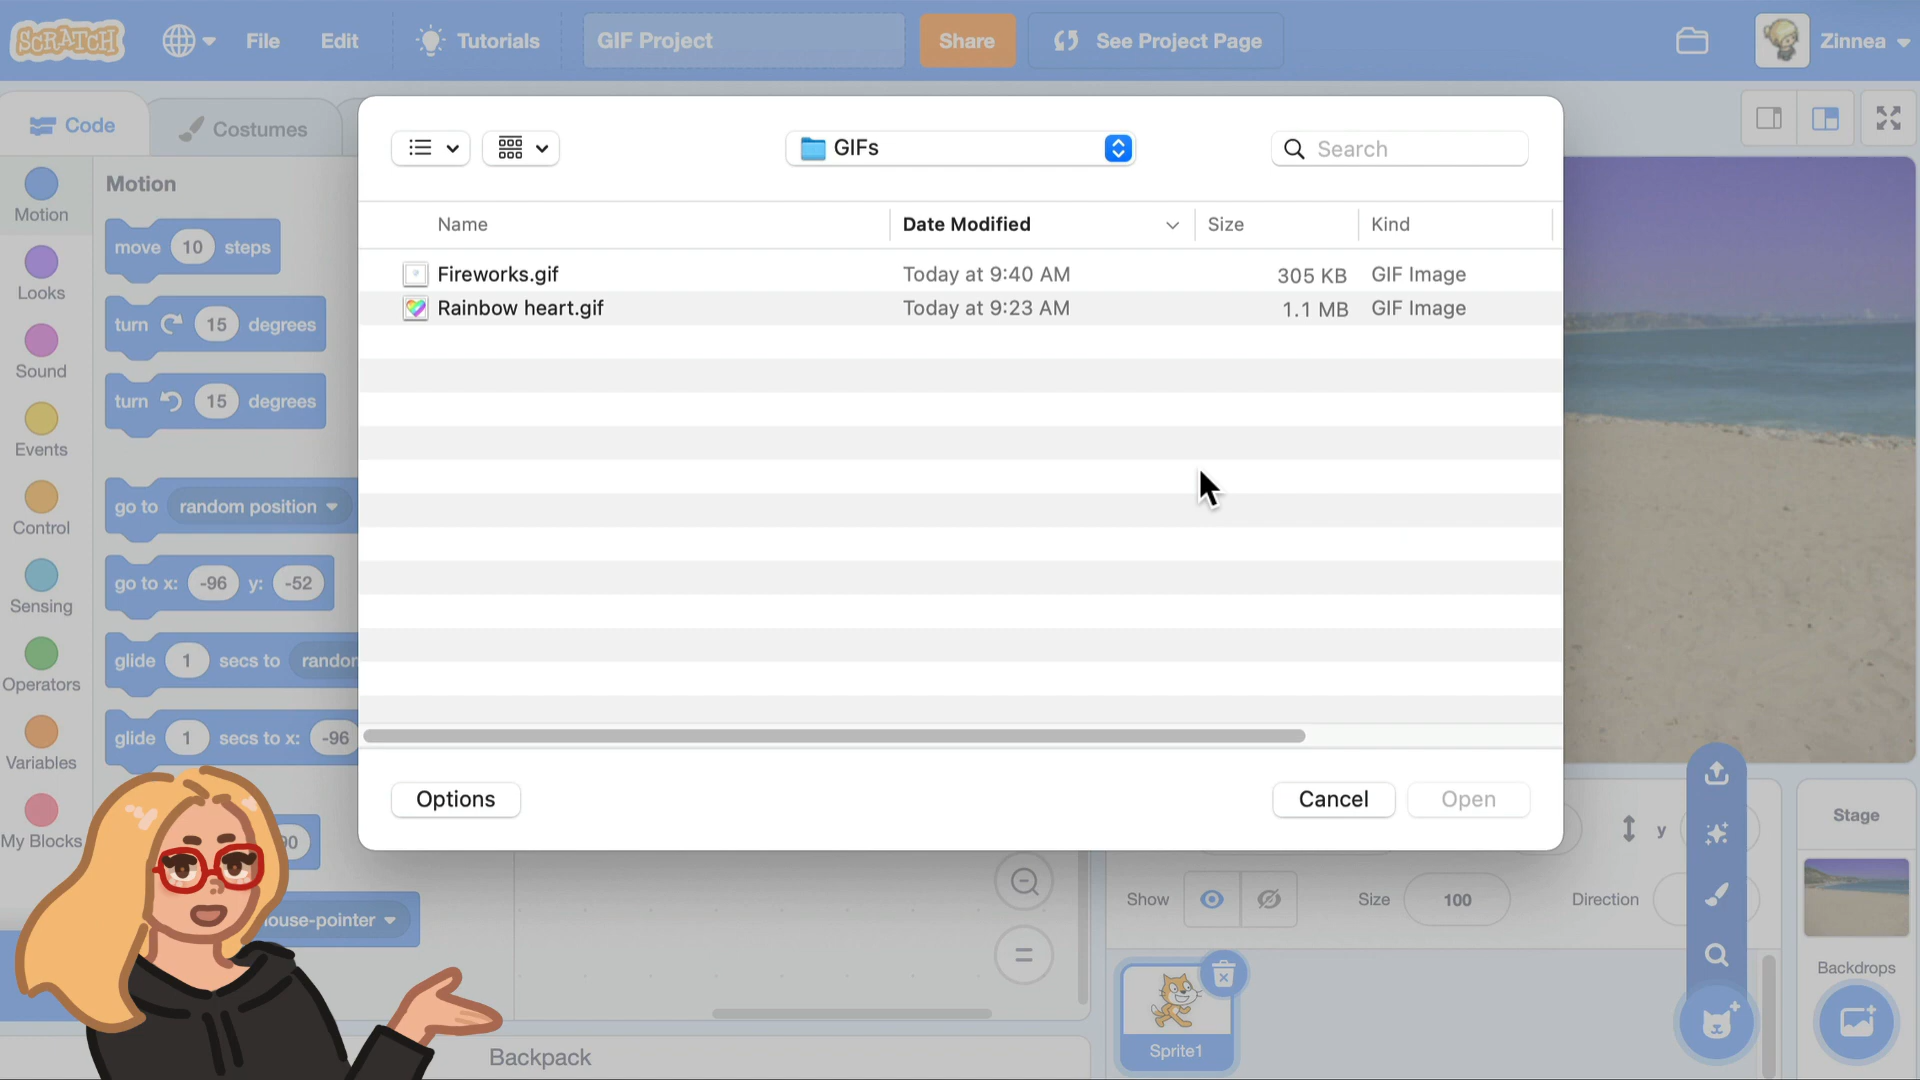 SCRATCH File Edit Tutorials GIF Project Share See Project Page Zinnea
Code Costumes
Motion
Motion
Looks
Sound
Events
Control
Sensing
Operators
Variables
My Blocks
move 10 steps
turn 15 degrees
turn 15 degrees
go to random position
go to x: -96 y: -52
glide 1 secs to
glide 1 secs to x: -96
GIFs Search
Name Date Modified Size Kind
Fireworks.gif Today at 9:40 AM 305 KB GIF Image
Rainbow heart.gif Today at 9:23 AM 1.1 MB GIF Image
Options Cancel Open
y
Show Size 100 Direction
Sprite1
Stage
Backdrops
Backpack